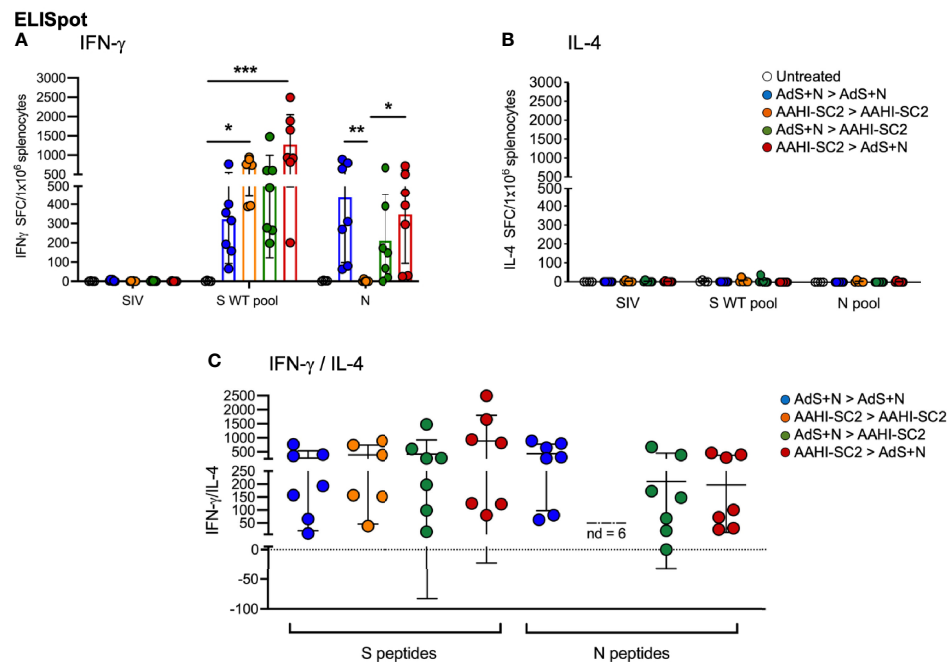 ELISpot
A IFN-γ
IFNγ SFC/1x10⁶ splenocytes
3000
2500
2000
1500
1000
500
500
400
300
200
100
0
*
***
**
*
SIV S WT pool N
B IL-4
IL-4 SFC/1x10⁶ splenocytes
3000
2500
2000
1500
1000
500
500
400
300
200
100
0
SIV S WT pool N pool
Untreated
AdS+N > AdS+N
AAHI-SC2 > AAHI-SC2
AdS+N > AAHI-SC2
AAHI-SC2 > AdS+N
C IFN-γ / IL-4
IFN-γ/IL-4
2500
2000
1500
1000
500
250
200
150
100
50
0
-50
-100
nd = 6
S peptides N peptides
AdS+N > AdS+N
AAHI-SC2 > AAHI-SC2
AdS+N > AAHI-SC2
AAHI-SC2 > AdS+N